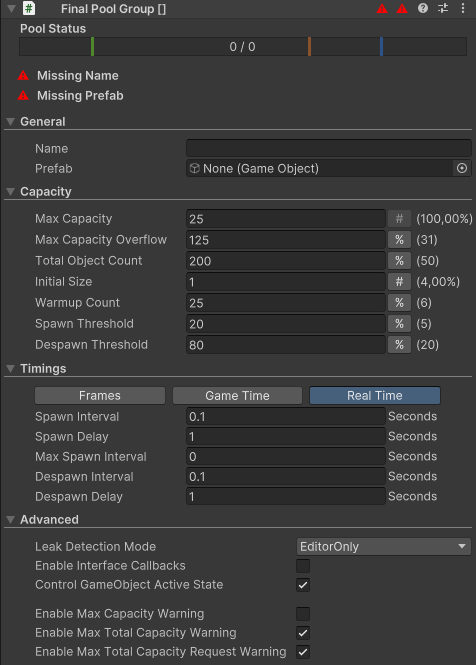 # Final Pool Group []
Pool Status
0 / 0
Missing Name
Missing Prefab
General
Name
Prefab None (Game Object)
Capacity
Max Capacity 25 # (100,00%)
Max Capacity Overflow 125 % (31)
Total Object Count 200 % (50)
Initial Size 1 # (4,00%)
Warmup Count 25 % (6)
Spawn Threshold 20 % (5)
Despawn Threshold 80 % (20)
Timings
Frames Game Time Real Time
Spawn Interval 0.1 Seconds
Spawn Delay 1 Seconds
Max Spawn Interval 0 Seconds
Despawn Interval 0.1 Seconds
Despawn Delay 1 Seconds
Advanced
Leak Detection Mode EditorOnly
Enable Interface Callbacks
Control GameObject Active State
Enable Max Capacity Warning
Enable Max Total Capacity Warning
Enable Max Total Capacity Request Warning